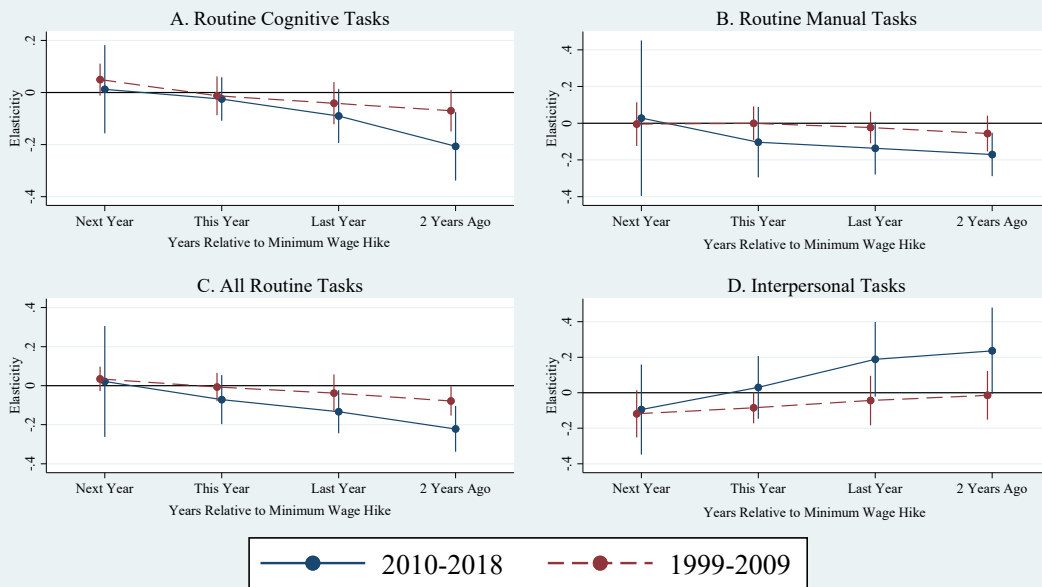 A. Routine Cognitive Tasks
Elasticitiy
.2
0
-.2
-.4
Next Year This Year Last Year 2 Years Ago
Years Relative to Minimum Wage Hike
B. Routine Manual Tasks
Elasticitiy
.4
.2
0
-.2
-.4
Next Year This Year Last Year 2 Years Ago
Years Relative to Minimum Wage Hike
C. All Routine Tasks
Elasticitiy
.4
.2
0
-.2
-.4
Next Year This Year Last Year 2 Years Ago
Years Relative to Minimum Wage Hike
D. Interpersonal Tasks
Elasticitiy
.4
.2
0
-.2
-.4
Next Year This Year Last Year 2 Years Ago
Years Relative to Minimum Wage Hike
2010-2018 1999-2009